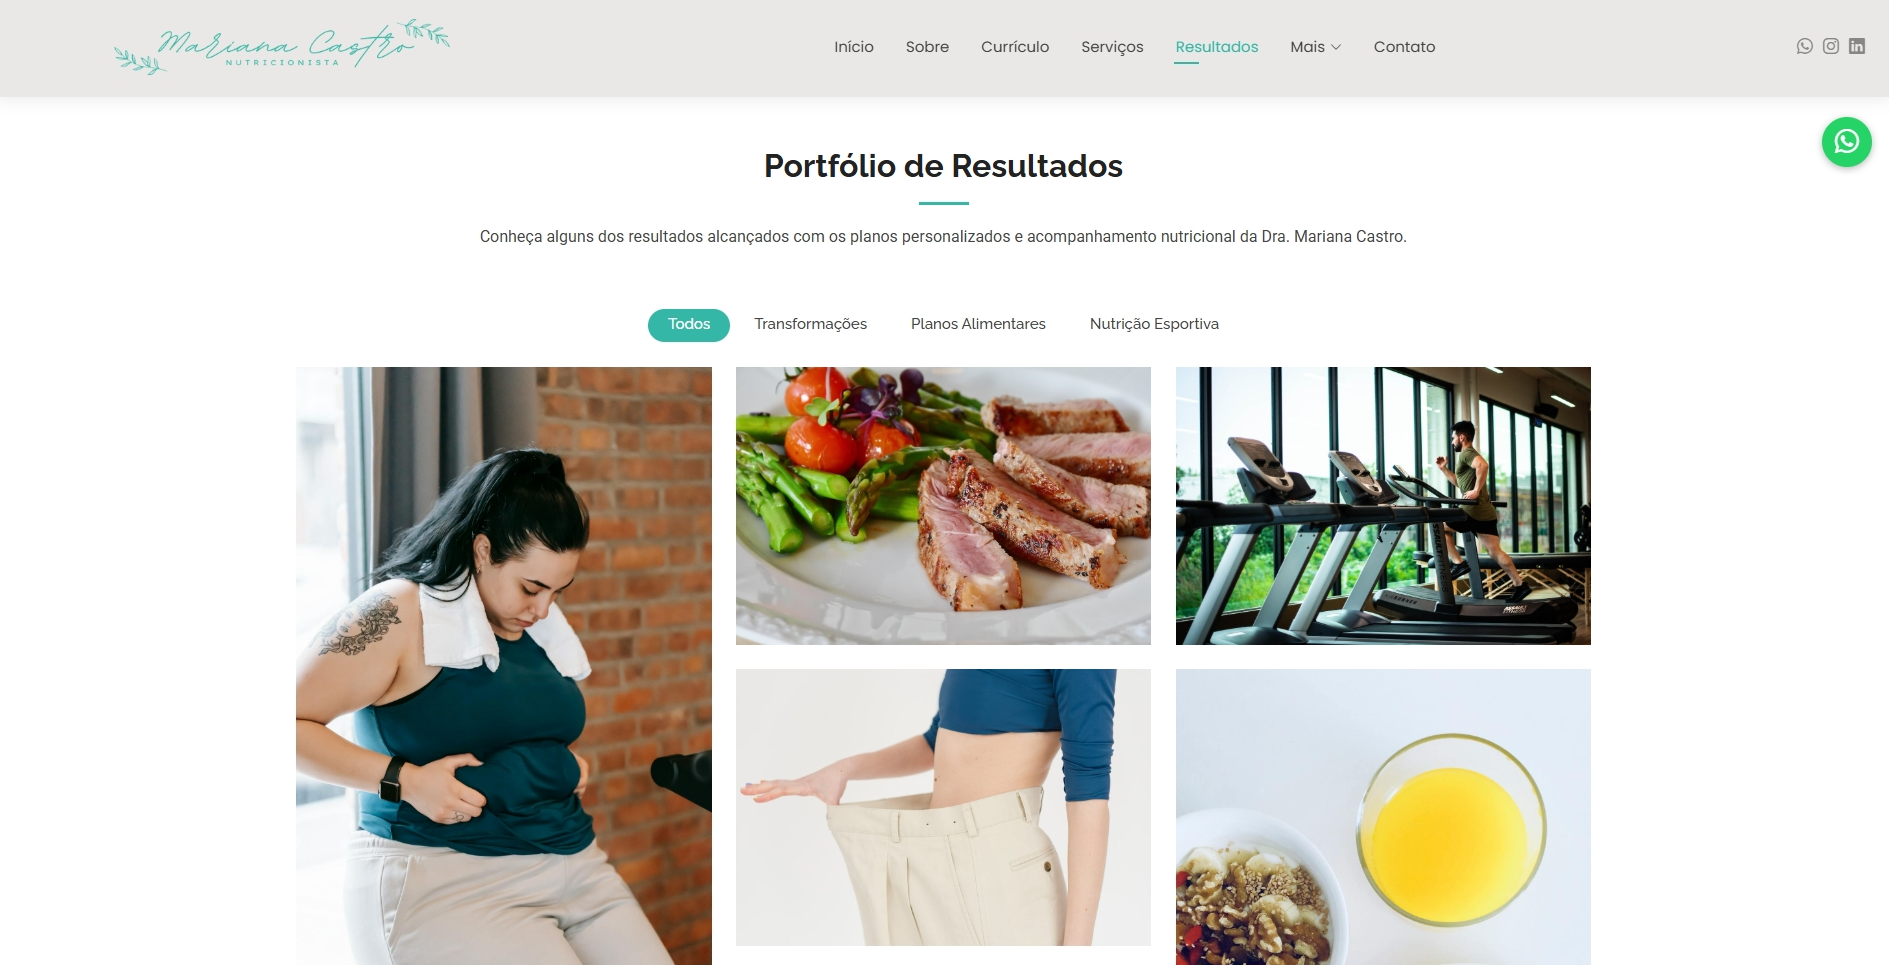 Mariana Castro
NUTRICIONISTA
Início Sobre Currículo Serviços Resultados Mais Contato
Portfólio de Resultados
Conheça alguns dos resultados alcançados com os planos personalizados e acompanhamento nutricional da Dra. Mariana Castro.
Todos Transformações Planos Alimentares Nutrição Esportiva